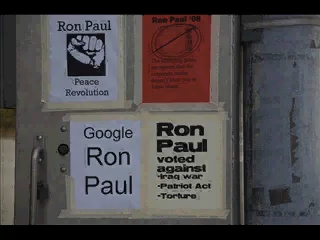 Ron Paul
Peace
Revolution
Ron Paul '08
Google
Ron
Paul
Ron
Paul
voted
against
-Iraq war
-Patriot Act
-Torture